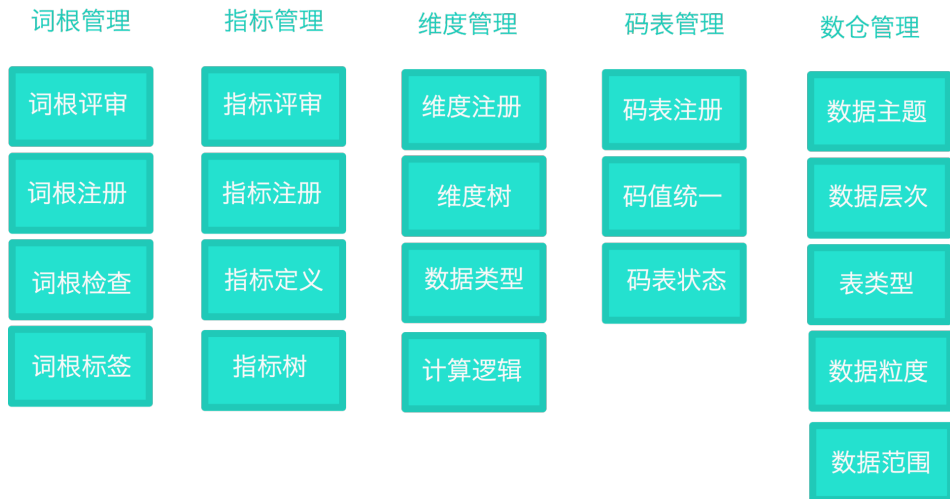 词根管理
词根评审
词根注册
词根检查
词根标签
指标管理
指标评审
指标注册
指标定义
指标树
维度管理
维度注册
维度树
数据类型
计算逻辑
码表管理
码表注册
码值统一
码表状态
数仓管理
数据主题
数据层次
表类型
数据粒度
数据范围